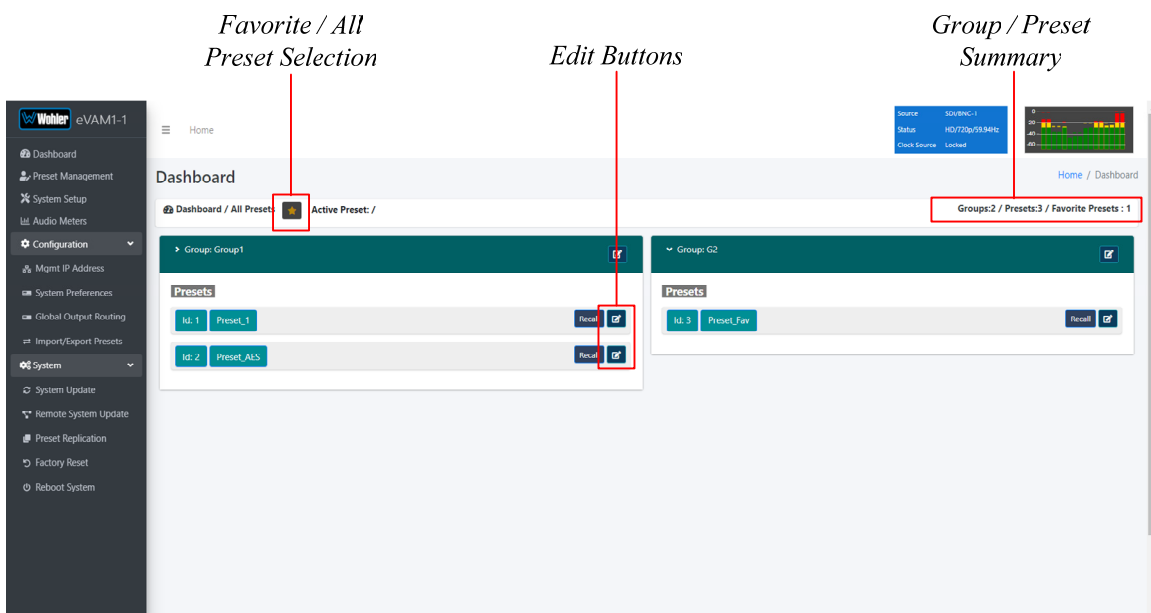 Favorite / All
Preset Selection
Edit Buttons
Group / Preset
Summary
Wohler eVAM1-1
Home
Source SDI/BNC-1
Status HD/720p/59.94Hz
Clock Source Locked
0
-20
-40
-60
Dashboard
Preset Management
System Setup
Audio Meters
Configuration
Mgmt IP Address
System Preferences
Global Output Routing
Import/Export Presets
System
System Update
Remote System Update
Preset Replication
Factory Reset
Reboot System
Dashboard
Home / Dashboard
Dashboard / All Presets Active Preset: /
Groups:2 / Presets:3 / Favorite Presets : 1
Group: Group1
Presets
Id: 1 Preset_1 Recall
Id: 2 Preset_AES Recall
Group: G2
Presets
Id: 3 Preset_Fav Recall